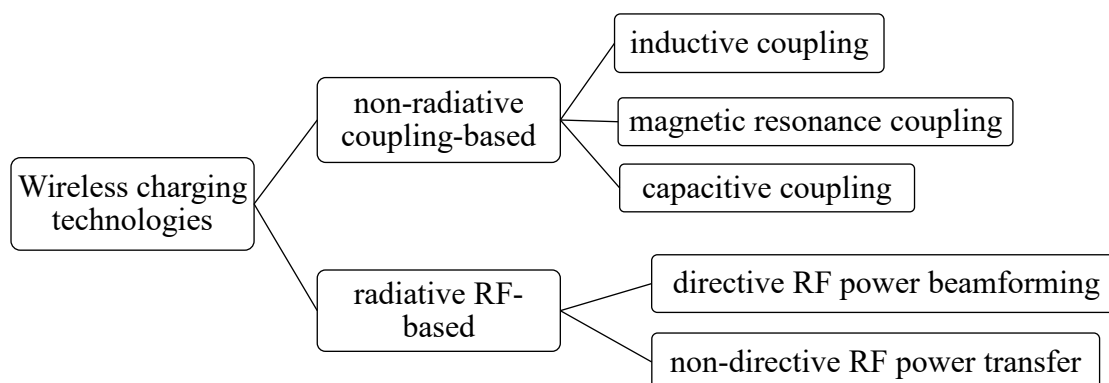 Wireless charging
technologies
non-radiative
coupling-based
inductive coupling
magnetic resonance coupling
capacitive coupling
radiative RF-
based
directive RF power beamforming
non-directive RF power transfer